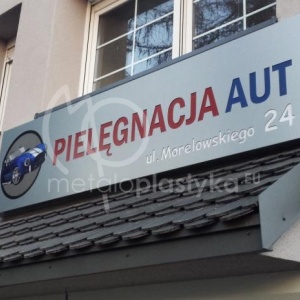 PIELĘGNACJA AUT
ul. Morelowskiego 24
metaloplastyka.eu